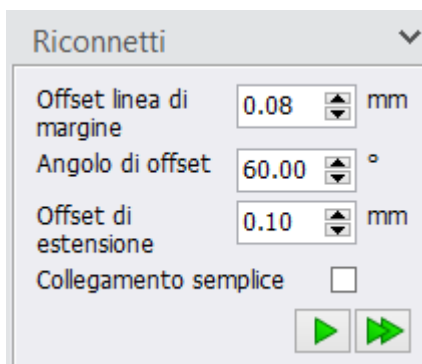 Riconnetti
Offset linea di
margine
0.08
mm
Angolo di offset
60.00
°
Offset di
estensione
0.10
mm
Collegamento semplice